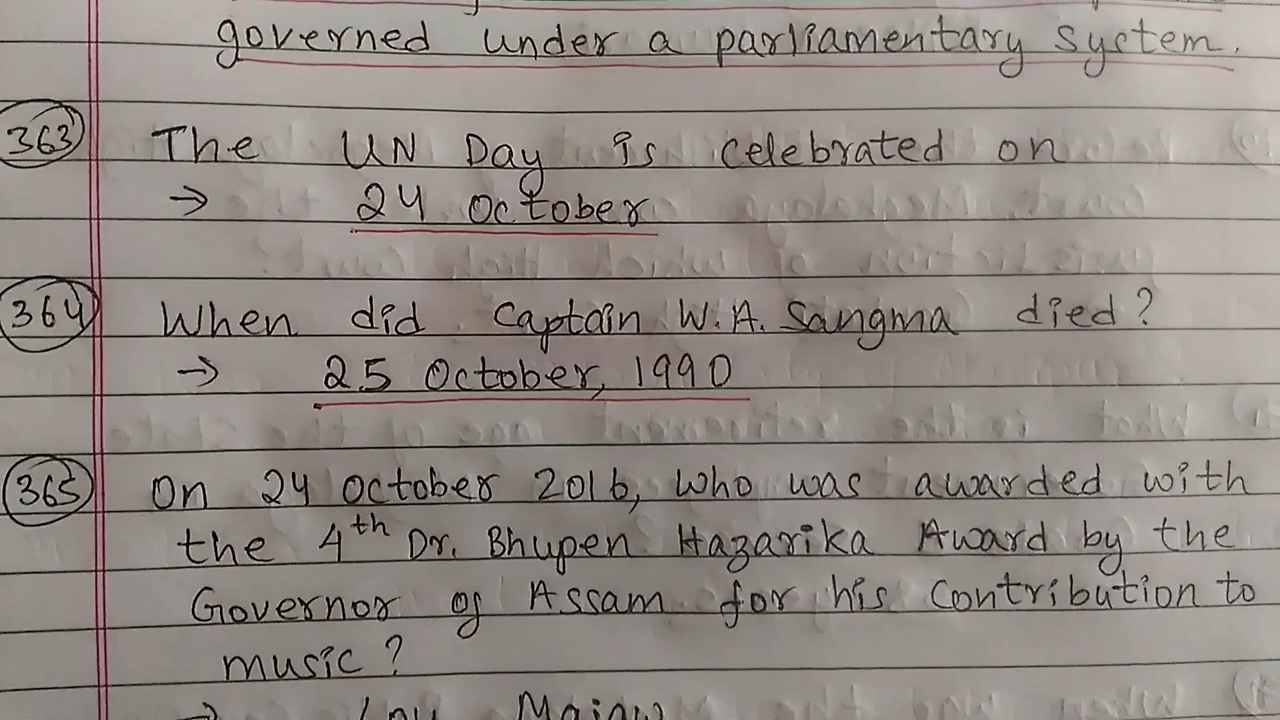 governed under a parliamentary system.
363 The UN Day is celebrated on
→ 24 October
364 When did Captain W.A. Sangma died?
→ 25 October, 1990
365 On 24 October 2016, who was awarded with
the 4th Dr. Bhupen Hazarika Award by the
Governor of Assam for his contribution to
music?
→ Lou Majaw